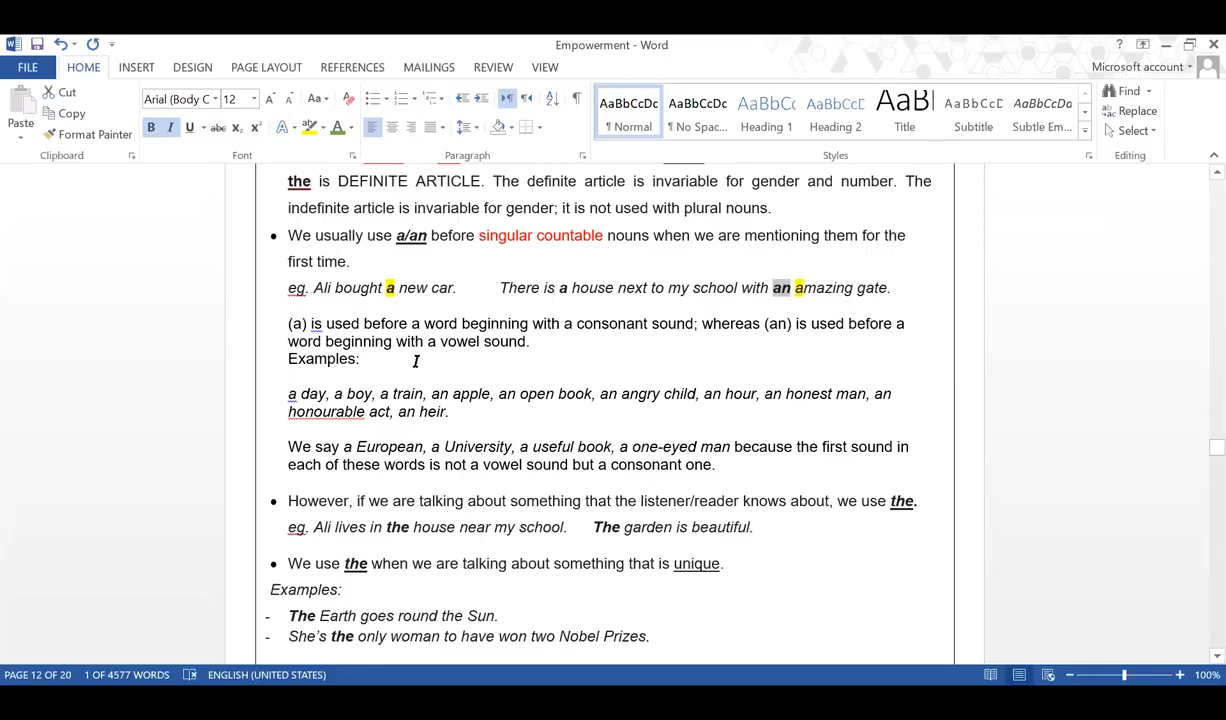 Empowerment - Word
?
FILE HOME INSERT DESIGN PAGE LAYOUT REFERENCES MAILINGS REVIEW VIEW Microsoft account
Paste Cut Copy Format Painter
Arial (Body C 12 Aa
B I U abc X₂ X² A A
AaBbCcDc AaBbCcDc AaBbCc AaBbCcD AaB AaBbCcD AaBbCcDc
¶ Normal ¶ No Spac... Heading 1 Heading 2 Title Subtitle Subtle Em...
Find Replace Select
Clipboard Font Paragraph Styles Editing
the is DEFINITE ARTICLE. The definite article is invariable for gender and number. The
indefinite article is invariable for gender; it is not used with plural nouns.
• We usually use a/an before singular countable nouns when we are mentioning them for the
first time.
eg. Ali bought a new car. There is a house next to my school with an amazing gate.
(a) is used before a word beginning with a consonant sound; whereas (an) is used before a
word beginning with a vowel sound.
Examples:
a day, a boy, a train, an apple, an open book, an angry child, an hour, an honest man, an
honourable act, an heir.
We say a European, a University, a useful book, a one-eyed man because the first sound in
each of these words is not a vowel sound but a consonant one.
• However, if we are talking about something that the listener/reader knows about, we use the.
eg. Ali lives in the house near my school. The garden is beautiful.
• We use the when we are talking about something that is unique.
Examples:
- The Earth goes round the Sun.
- She's the only woman to have won two Nobel Prizes.
PAGE 12 OF 20 1 OF 4577 WORDS ENGLISH (UNITED STATES) 100%